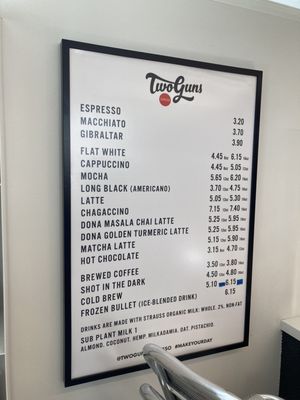 TwoGuns
ESPRESSO 3.20
MACCHIATO 3.70
GIBRALTAR 3.90
FLAT WHITE 4.45 6.15
CAPPUCCINO 4.45 5.05
MOCHA 5.65 6.20
LONG BLACK (AMERICANO) 3.70 4.75
LATTE 5.05 5.30
CHAGACCINO 7.15 7.40
DONA MASALA CHAI LATTE 5.25 5.95
DONA GOLDEN TURMERIC LATTE 5.25 5.95
MATCHA LATTE 5.15 5.90
HOT CHOCOLATE 3.15 4.70
BREWED COFFEE 3.50 3.80
SHOT IN THE DARK 4.50 4.80
COLD BREW 5.10 6.15
FROZEN BULLET (ICE-BLENDED DRINK) 6.15
DRINKS ARE MADE WITH STRAUSS ORGANIC MILK: WHOLE, 2%, NON FAT
SUB PLANT MILK 1
ALMOND, COCONUT, HEMP, MILKADAMIA, OAT, PISTACHIO,
#MAKEYOURDAY